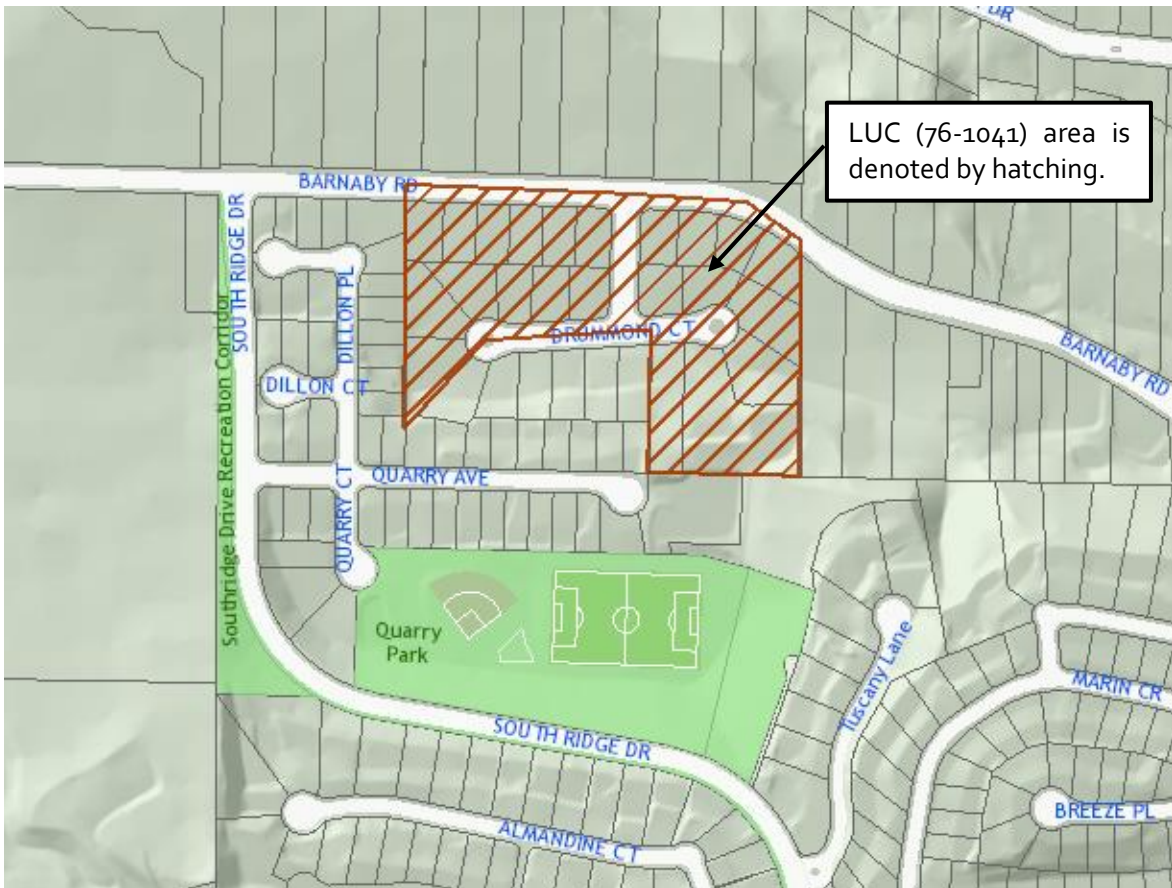 DR
LUC (76-1041) area is
denoted by hatching.
BARNABY RD
SOUTH RIDGE DR
DILLON PL
DRUMMOND CT
BARNABY RD
DILLON CT
Southridge Drive Recreation Corridor
QUARRY AVE
QUARRY CT
Quarry
Park
Tuscany Lane
MARIN CR
SOUTH RIDGE DR
BREEZE PL
ALMANDINE CT